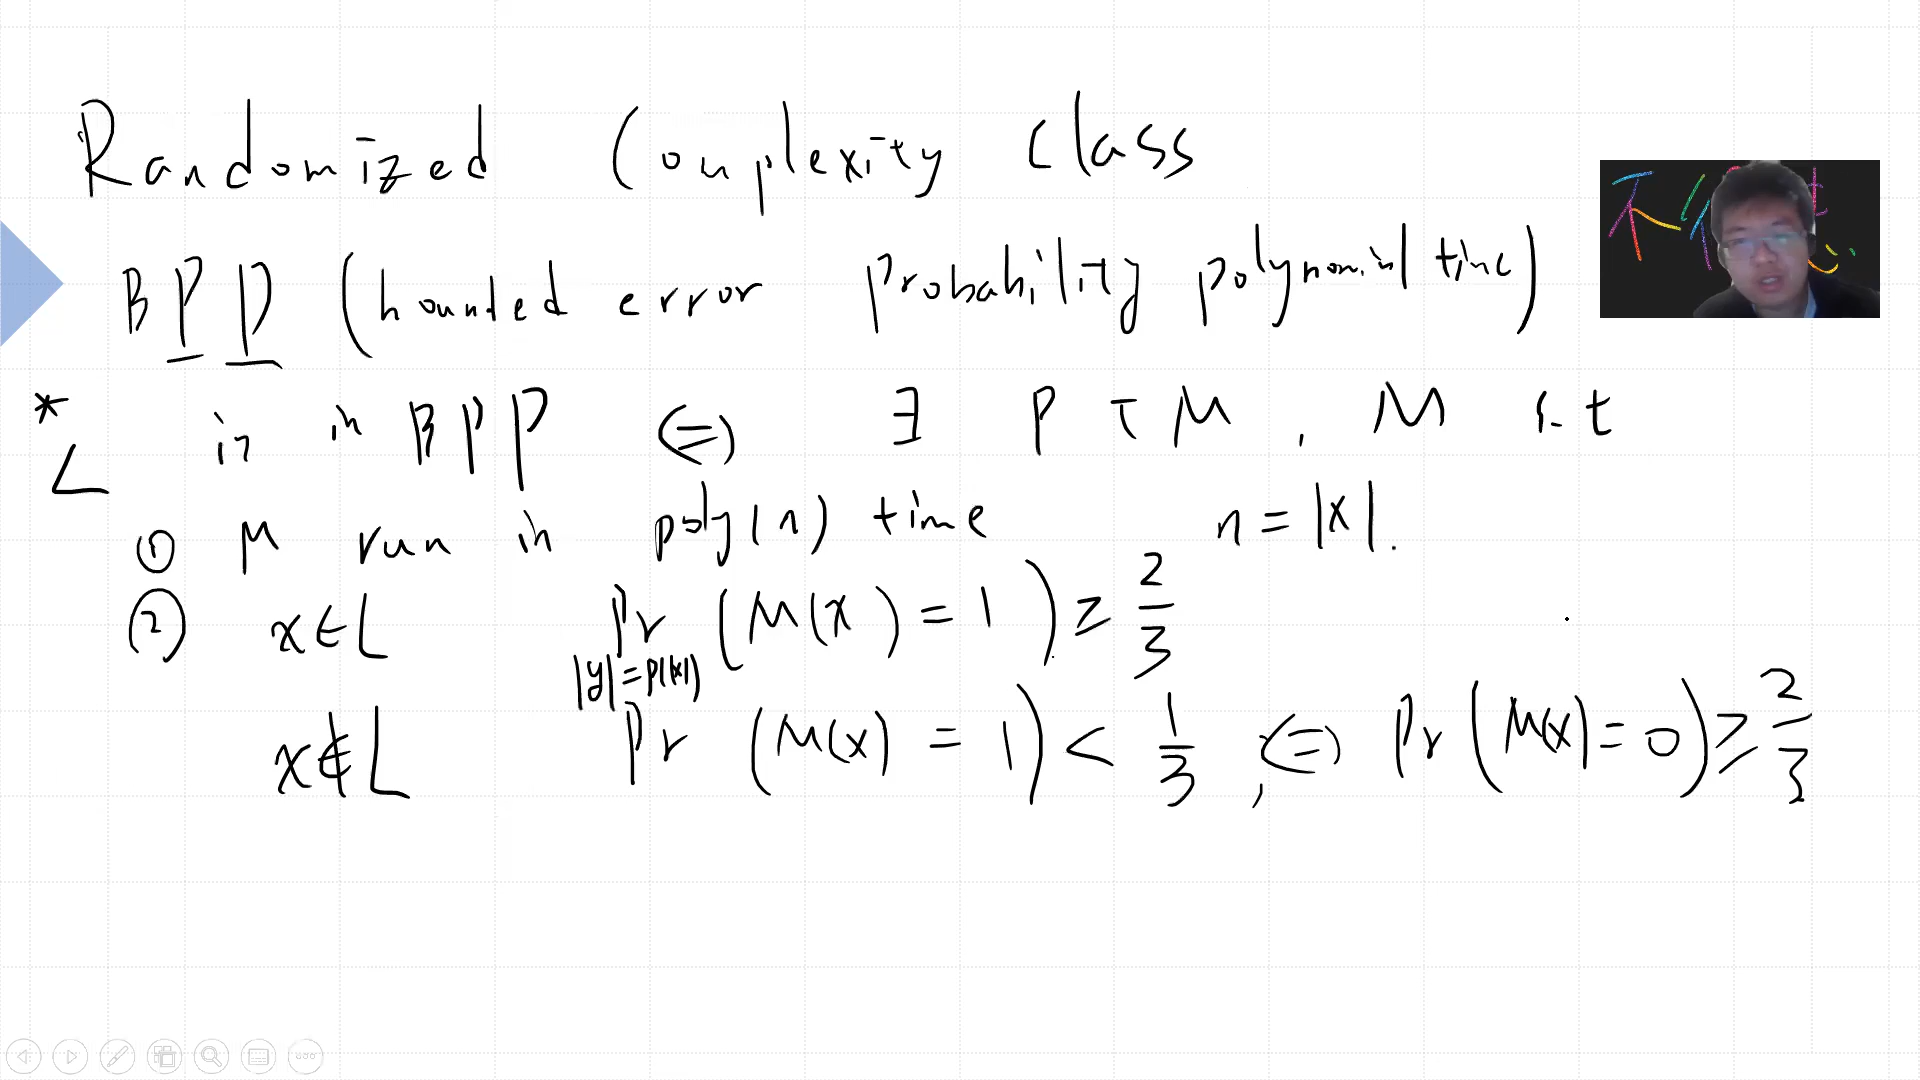 Randomized Complexity class
BPP (bounded error probability polynomial time)
* L is in BPP <=> ∃ PTM, M s.t
① M run in poly(n) time n = |x|.
② x∈L Pr (M(x) = 1) ≥ 2/3
|y|=p(|x|)
x∉L Pr (M(x) = 1) < 1/3, <=> Pr (M(x) = 0) ≥ 2/3